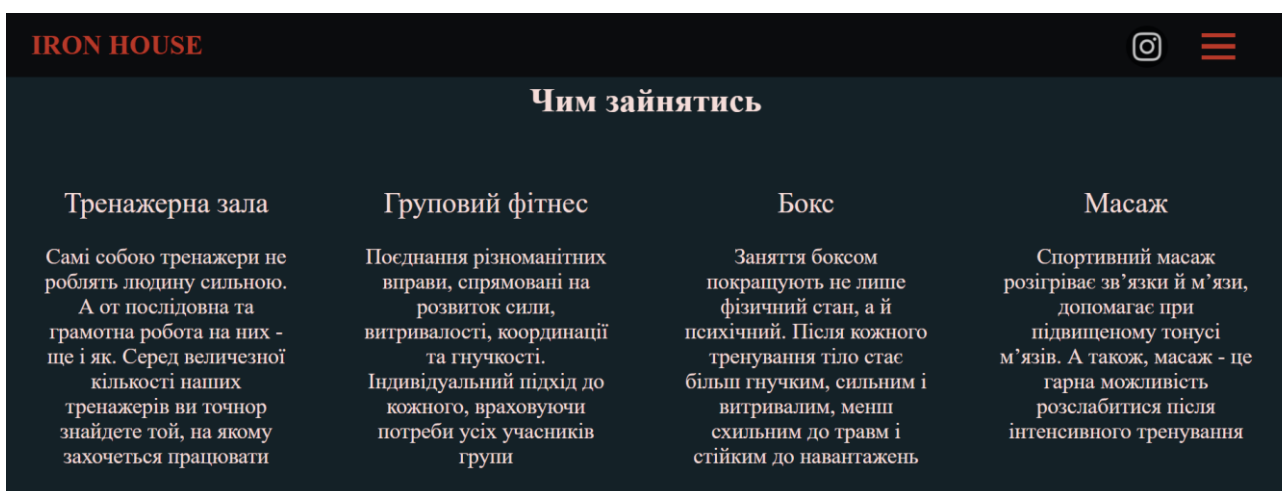 IRON HOUSE
Чим зайнятись
Тренажерна зала
Самі собою тренажери не
роблять людину сильною.
А от послідовна та
грамотна робота на них -
ще і як. Серед величезної
кількості наших
тренажерів ви точнор
знайдете той, на якому
захочеться працювати
Груповий фітнес
Поєднання різноманітних
вправи, спрямовані на
розвиток сили,
витривалості, координації
та гнучкості.
Індивідуальний підхід до
кожного, враховуючи
потреби усіх учасників
групи
Бокс
Заняття боксом
покращують не лише
фізичний стан, а й
психічний. Після кожного
тренування тіло стає
більш гнучким, сильним і
витривалим, менш
схильним до травм і
стійким до навантажень
Масаж
Спортивний масаж
розігріває зв’язки й м’язи,
допомагає при
підвищеному тонусі
м’язів. А також, масаж - це
гарна можливість
розслабитися після
інтенсивного тренування